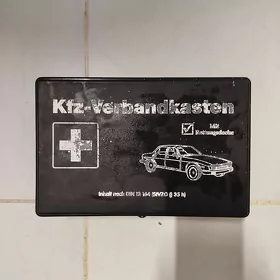 Kfz-Verbandkasten
Mit
Rettungsdecke
Inhalt nach DIN 13 164 (StVZO § 35 h)